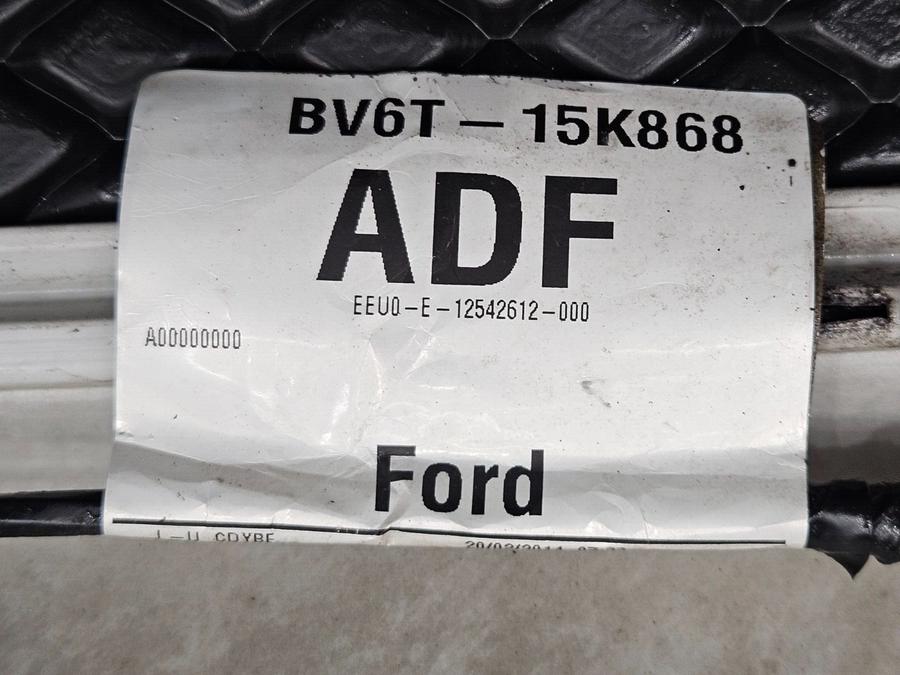 BV6T - 15K868
ADF
EEU0-E-12542612-000
A00000000
Ford